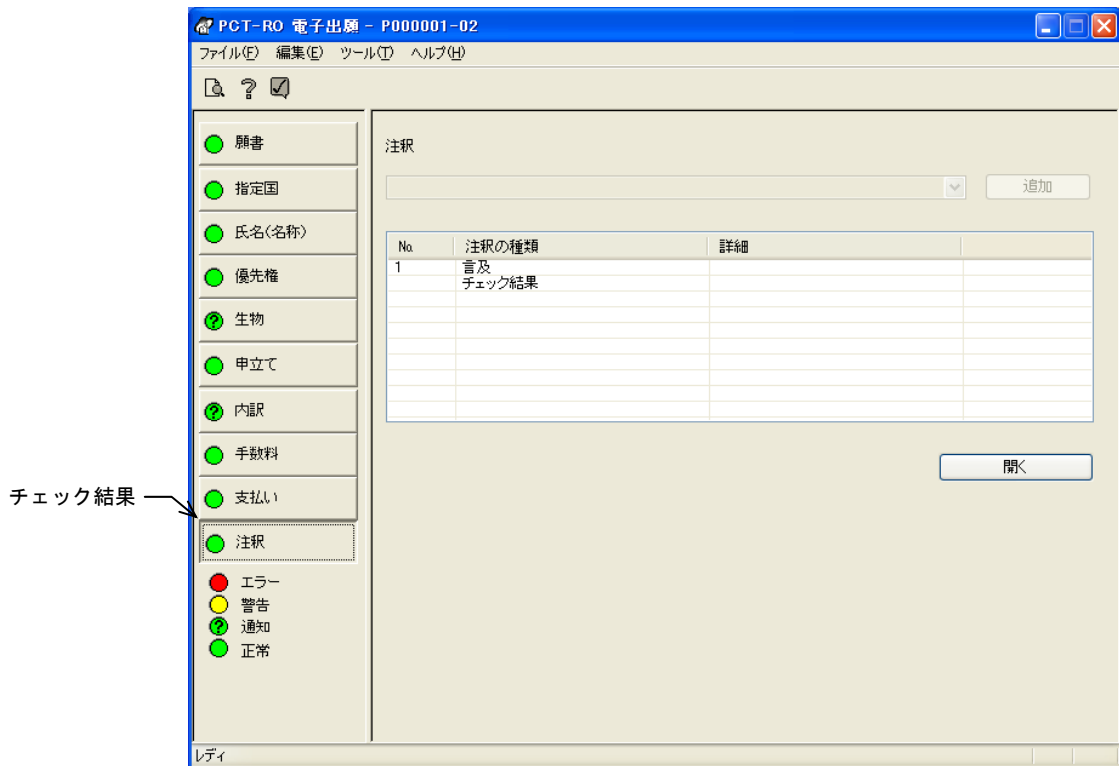 PCT-RO 電子出願 - P000001-02
ファイル(F) 編集(E) ツール(T) ヘルプ(H)
願書
指定国
氏名(名称)
優先権
生物
申立て
内訳
手数料
支払い
注釈
エラー
警告
通知
正常
チェック結果
注釈
追加
No. 注釈の種類 詳細
1 言及
チェック結果
開く
レディ